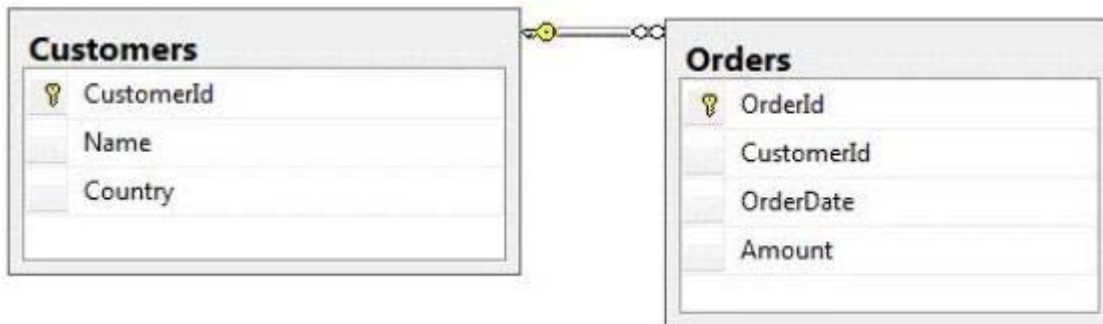 Customers
CustomerId
Name
Country
Orders
OrderId
CustomerId
OrderDate
Amount